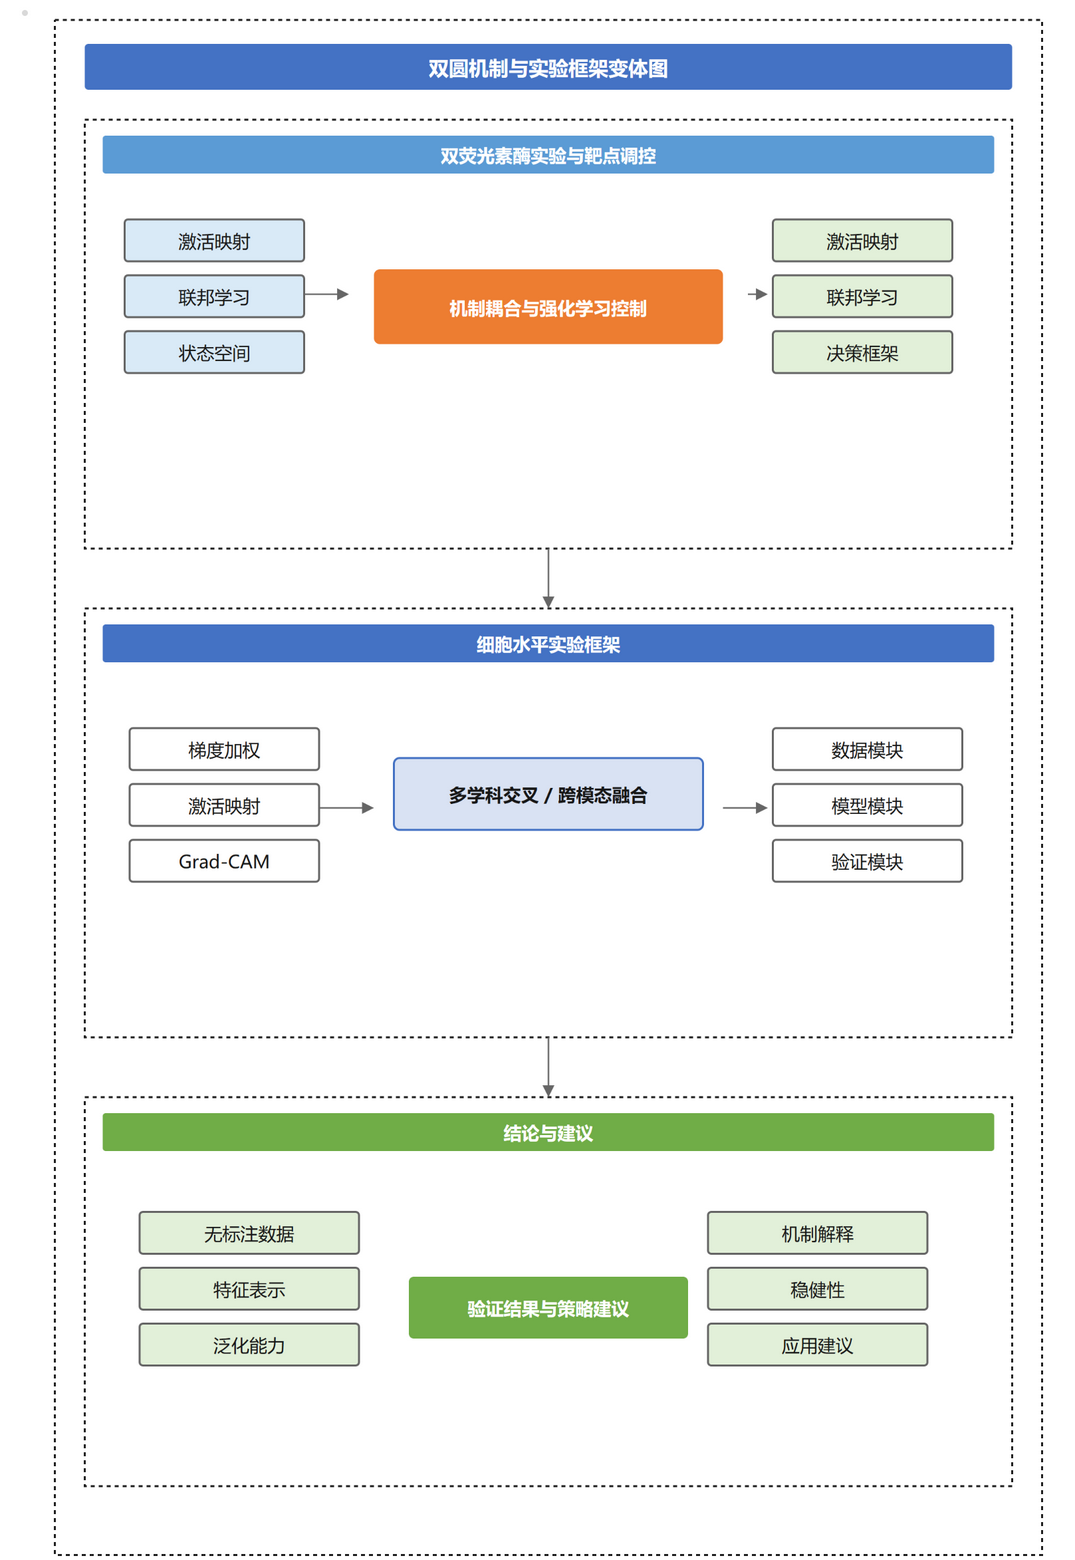 双圆机制与实验框架变体图
双荧光素酶实验与靶点调控
激活映射
联邦学习
状态空间
机制耦合与强化学习控制
激活映射
联邦学习
决策框架
细胞水平实验框架
梯度加权
激活映射
Grad-CAM
多学科交叉 / 跨模态融合
数据模块
模型模块
验证模块
结论与建议
无标注数据
特征表示
泛化能力
验证结果与策略建议
机制解释
稳健性
应用建议